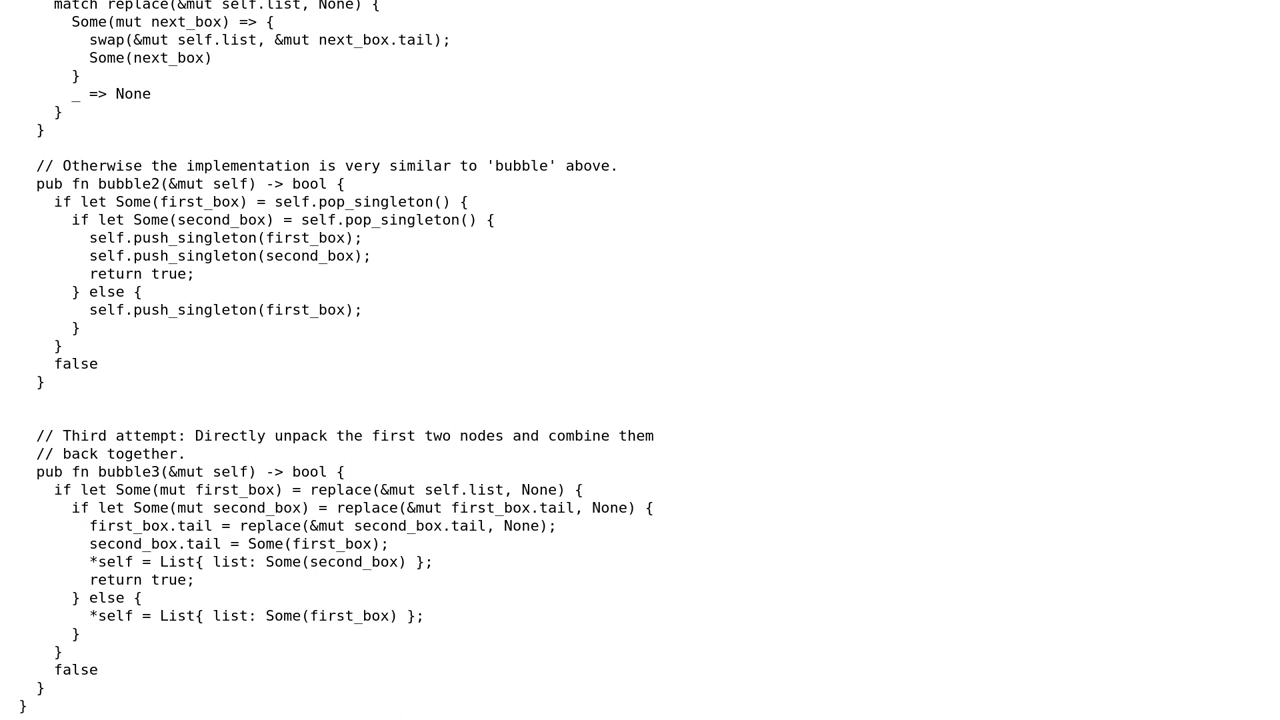 match replace(&mut self.list, None) {
      Some(mut next_box) => {
        swap(&mut self.list, &mut next_box.tail);
        Some(next_box)
      }
      _ => None
    }
  }

  // Otherwise the implementation is very similar to 'bubble' above.
  pub fn bubble2(&mut self) -> bool {
    if let Some(first_box) = self.pop_singleton() {
      if let Some(second_box) = self.pop_singleton() {
        self.push_singleton(first_box);
        self.push_singleton(second_box);
        return true;
      } else {
        self.push_singleton(first_box);
      }
    }
    false
  }


  // Third attempt: Directly unpack the first two nodes and combine them
  // back together.
  pub fn bubble3(&mut self) -> bool {
    if let Some(mut first_box) = replace(&mut self.list, None) {
      if let Some(mut second_box) = replace(&mut first_box.tail, None) {
        first_box.tail = replace(&mut second_box.tail, None);
        second_box.tail = Some(first_box);
        *self = List{ list: Some(second_box) };
        return true;
      } else {
        *self = List{ list: Some(first_box) };
      }
    }
    false
  }
}